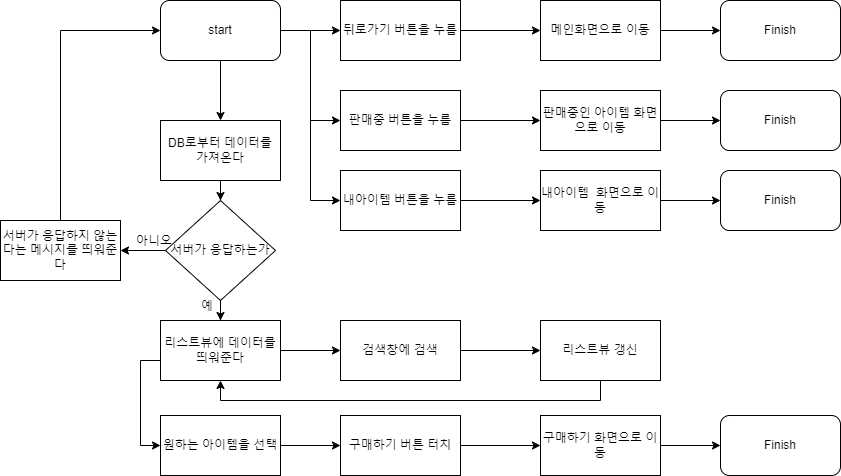 start
뒤로가기 버튼을 누름
메인화면으로 이동
Finish
DB로부터 데이터를
가져온다
판매중 버튼을 누름
판매중인 아이템 화면
으로 이동
Finish
내아이템 버튼을 누름
내아이템  화면으로 이
동
Finish
서버가 응답하지 않는
다는 메시지를 띄워준
다
아니오
서버가 응답하는가
예
리스트뷰에 데이터를
띄워준다
검색창에 검색
리스트뷰 갱신
원하는 아이템을 선택
구매하기 버튼 터치
구매하기 화면으로 이
동
Finish